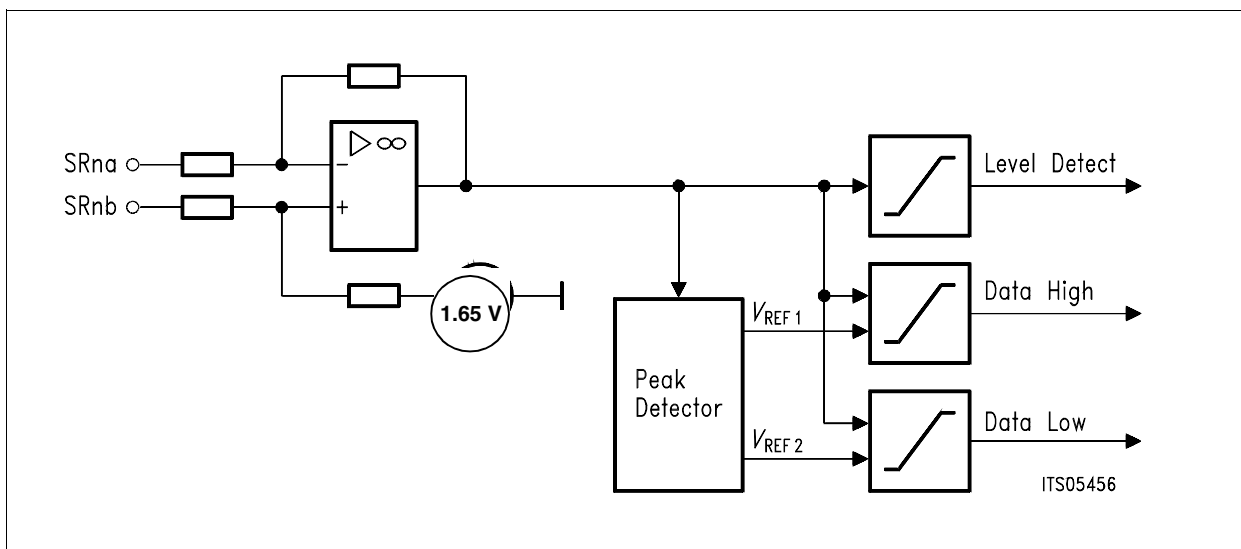 SRna
SRnb
▷ ∞
−
+
1.65 V
Level Detect
Data High
VREF 1
Peak
Detector
Data Low
VREF 2
ITS05456